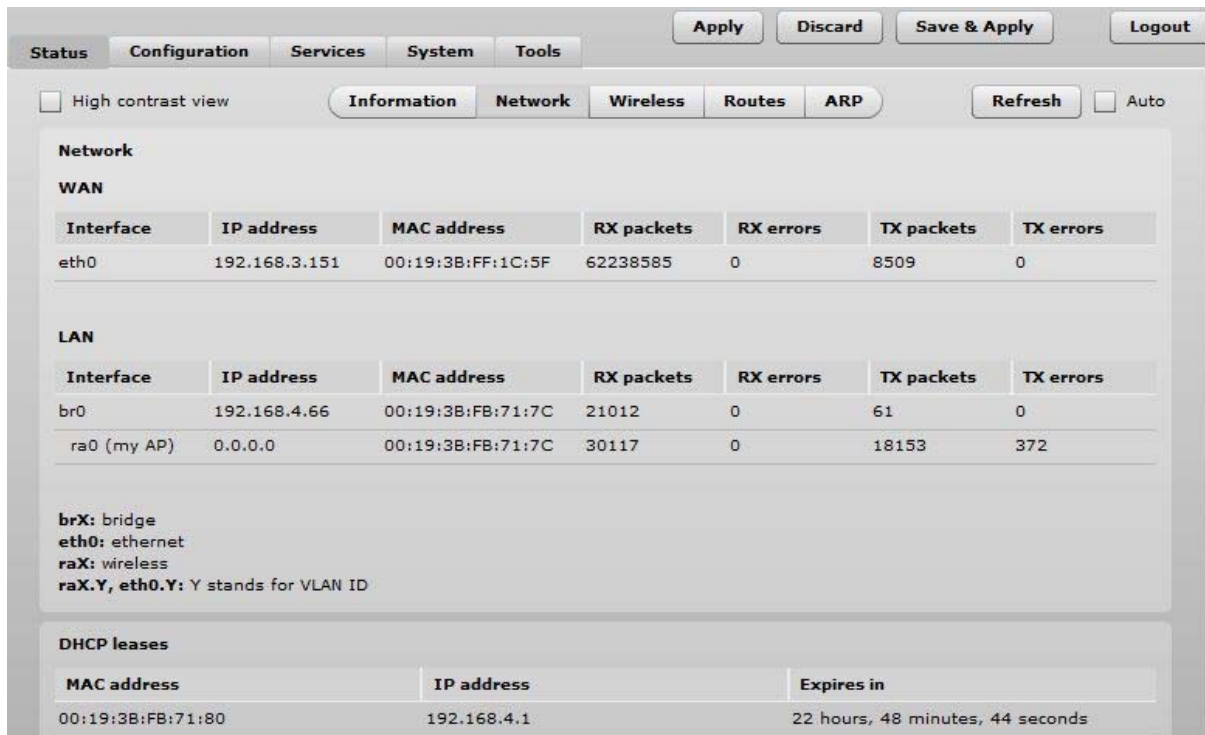 Apply Discard Save & Apply Logout
Status Configuration Services System Tools
High contrast view Information Network Wireless Routes ARP Refresh Auto
Network
WAN
Interface IP address MAC address RX packets RX errors TX packets TX errors
eth0 192.168.3.151 00:19:3B:FF:1C:5F 62238585 0 8509 0
LAN
Interface IP address MAC address RX packets RX errors TX packets TX errors
br0 192.168.4.66 00:19:3B:FB:71:7C 21012 0 61 0
ra0 (my AP) 0.0.0.0 00:19:3B:FB:71:7C 30117 0 18153 372
brX: bridge
eth0: ethernet
raX: wireless
raX.Y, eth0.Y: Y stands for VLAN ID
DHCP leases
MAC address IP address Expires in
00:19:3B:FB:71:80 192.168.4.1 22 hours, 48 minutes, 44 seconds